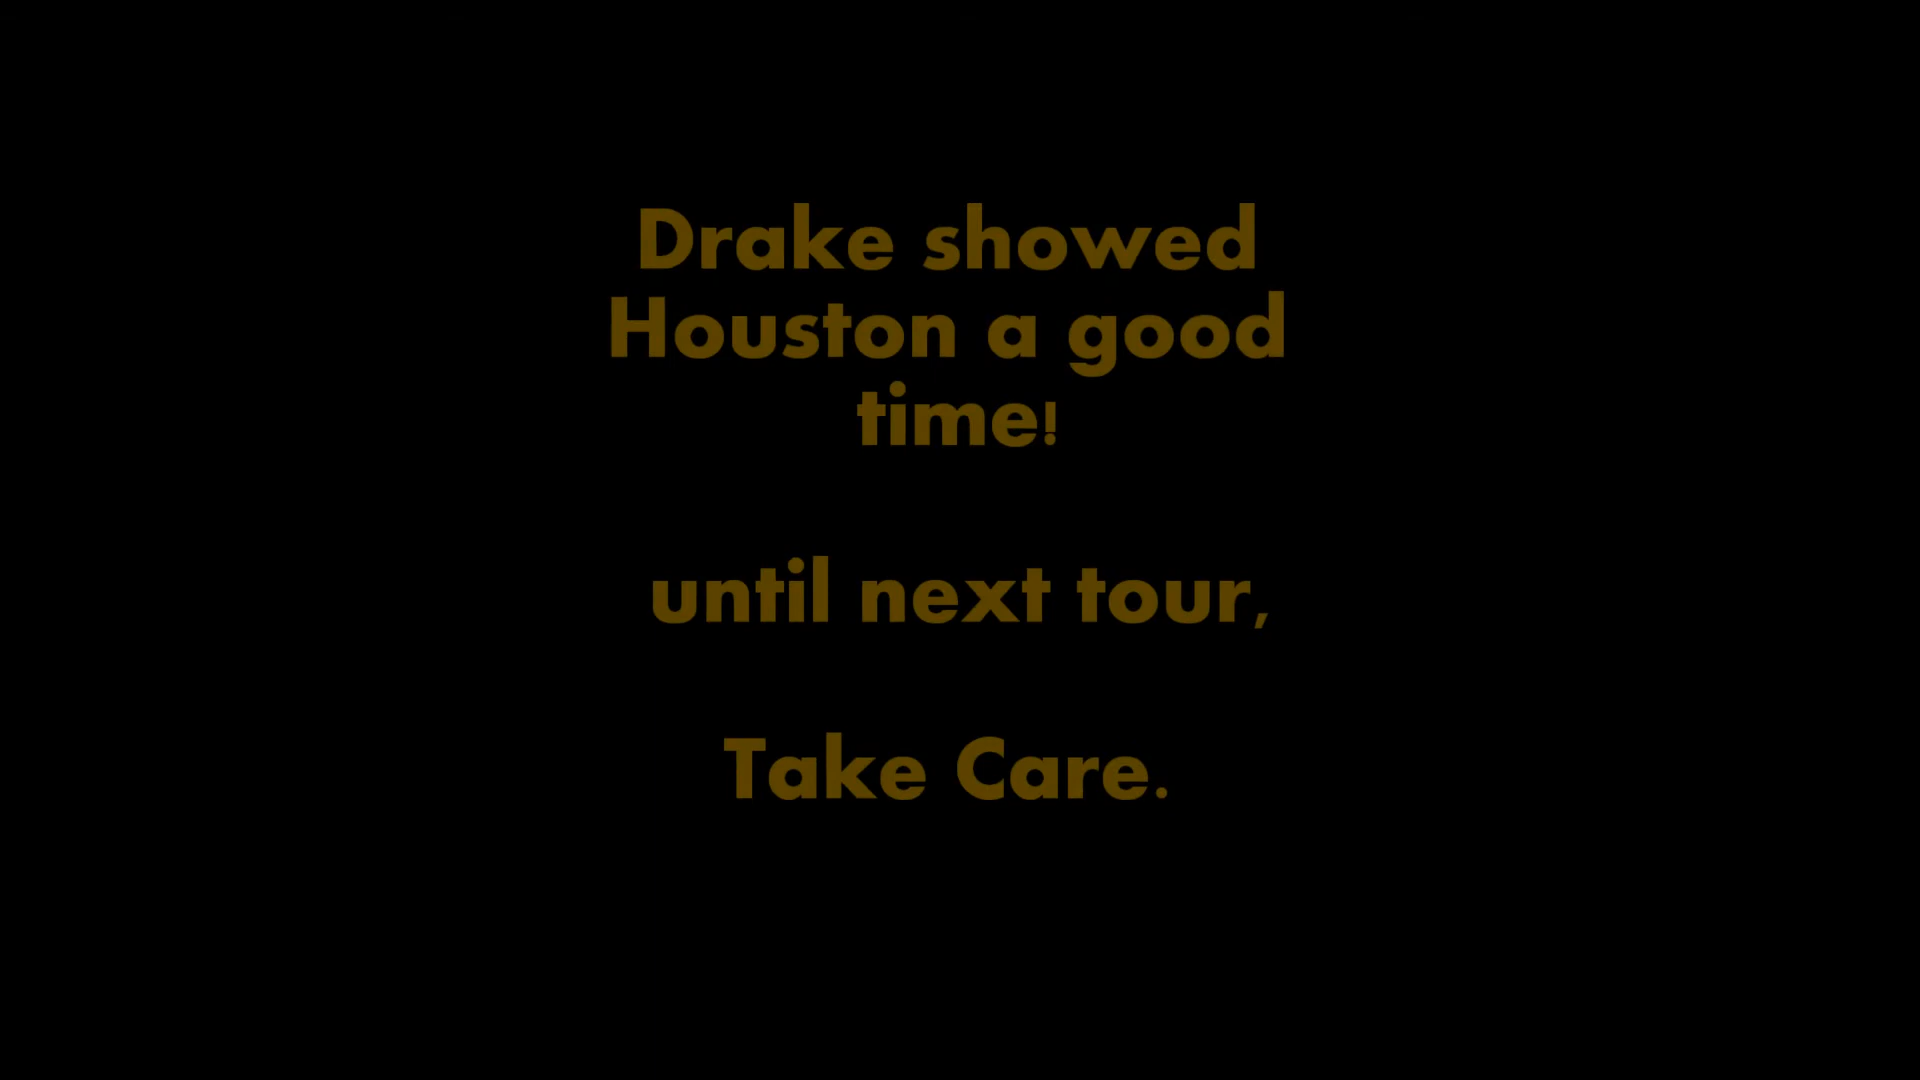 Drake showed
Houston a good
time!
until next tour,
Take Care.